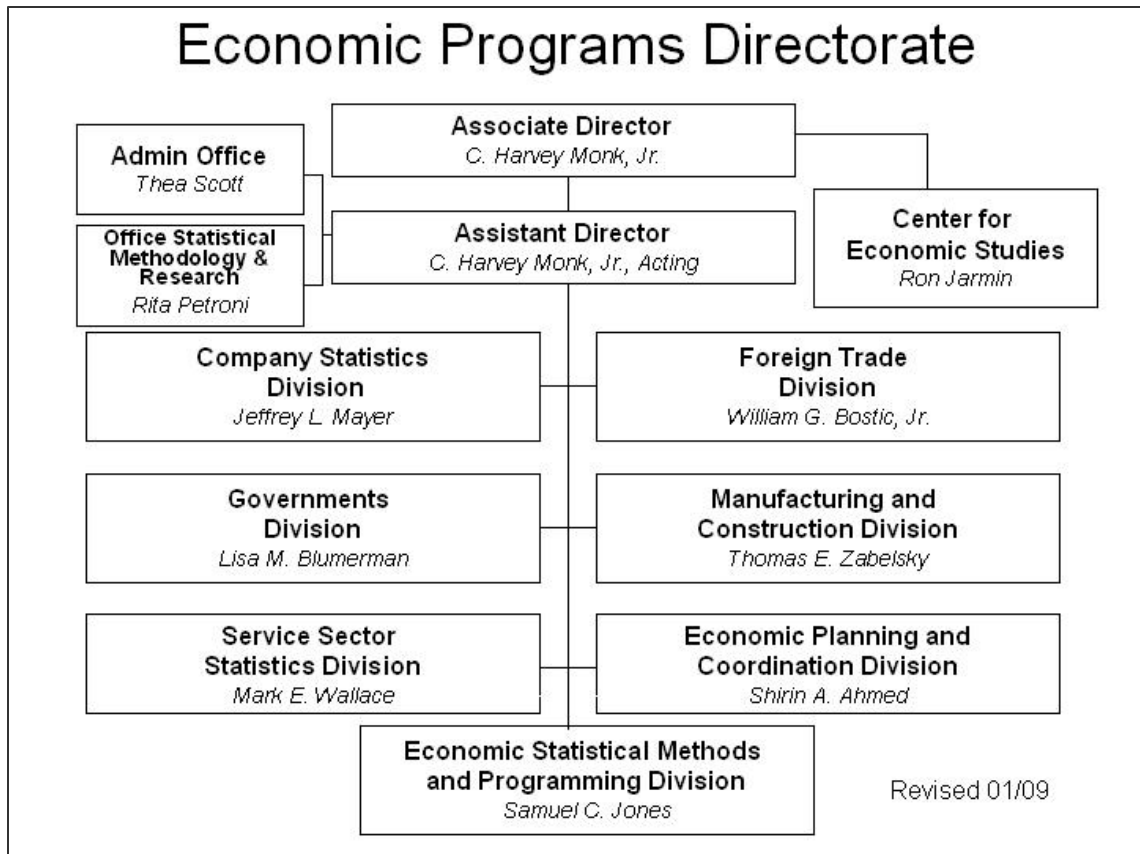 Economic Programs Directorate
Associate Director
C. Harvey Monk, Jr.
Admin Office
Thea Scott
Assistant Director
C. Harvey Monk, Jr., Acting
Center for
Economic Studies
Ron Jarmin
Office Statistical
Methodology &
Research
Rita Petroni
Company Statistics
Division
Jeffrey L. Mayer
Foreign Trade
Division
William G. Bostic, Jr.
Governments
Division
Lisa M. Blumerman
Manufacturing and
Construction Division
Thomas E. Zabelsky
Service Sector
Statistics Division
Mark E. Wallace
Economic Planning and
Coordination Division
Shirin A. Ahmed
Economic Statistical Methods
and Programming Division
Samuel C. Jones
Revised 01/09